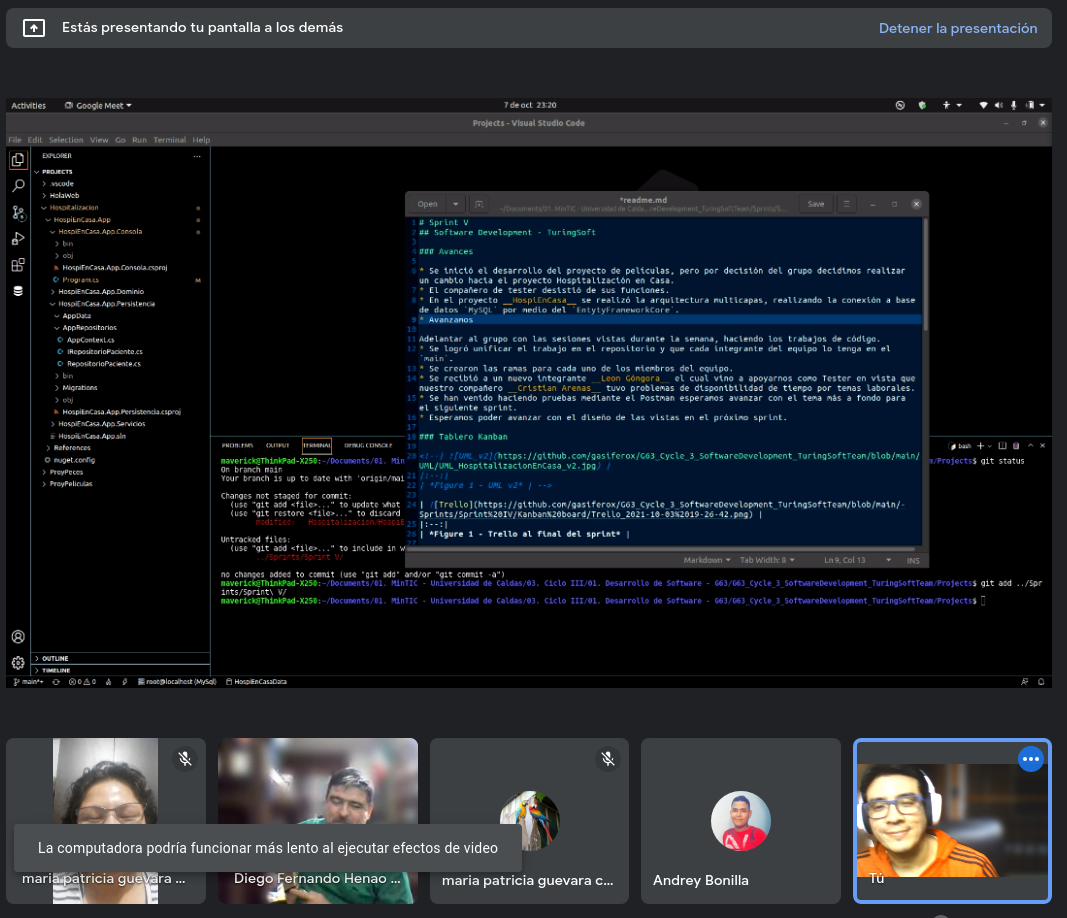 Estás presentando tu pantalla a los demás
Detener la presentación
Activities
Google Meet
7 de oct 23:20
Projects - Visual Studio Code
File Edit Selection View Go Run Terminal Help
EXPLORER
PROJECTS
.vscode
HolaWeb
Hospitalizacion
HospiEnCasa.App
HospiEnCasa.App.Consola
bin
obj
HospiEnCasa.App.Consola.csproj
Program.cs M
HospiEnCasa.App.Dominio
HospiEnCasa.App.Persistencia
AppData
AppRepositorios
AppContext.cs
IRepositorioPaciente.cs
RepositorioPaciente.cs
bin
Migrations
obj
HospiEnCasa.App.Persistencia.csproj
HospiEnCasa.App.Servicios
HospiEnCasa.App.sln
References
nuget.config
ProyPeces
ProyPeliculas
OUTLINE
TIMELINE
Open
*readme.md
Save
1 # Sprint V
2 ## Software Development - TuringSoft
3
4 ### Avances
5
6 * Se inició el desarrollo del proyecto de películas, pero por decisión del grupo decidimos realizar
un cambio hacia el proyecto Hospitalización en Casa.
7 * El compañero de tester desistió de sus funciones.
8 * En el proyecto __HospiEnCasa__ se realizó la arquitectura multicapas, realizando la conexión a base
de datos `MySQL` por medio del `EntytyFrameworkCore`.
9 * Avanzamos
10
11 Adelantar al grupo con las sesiones vistas durante la semana, haciendo los trabajos de código.
12 * Se logró unificar el trabajo en el repositorio y que cada integrante del equipo lo tenga en el
`main`.
13 * Se crearon las ramas para cada uno de los miembros del equipo.
14 * Se recibió a un nuevo integrante __Leon Góngora__ el cual vino a apoyarnos como Tester en vista que
nuestro compañero __Cristian Arenas__ tuvo problemas de disponibilidad de tiempo por temas laborales.
15 * Se han venido haciendo pruebas mediante el Postman esperamos avanzar con el tema más a fondo para
el siguiente sprint.
16 * Esperamos poder avanzar con el diseño de las vistas en el próximo sprint.
17
18 ### Tablero Kanban
19
20 <!--| ![UML_v2](https://github.com/gasiferox/G63_Cycle_3_SoftwareDevelopment_TuringSoftTeam/blob/main/
UML/UML_HospitalizacionEnCasa_v2.jpg) |
21 |:--:|
22 | *Figure 1 - UML v2* | -->
23
24 | ![Trello](https://github.com/gasiferox/G63_Cycle_3_SoftwareDevelopment_TuringSoftTeam/blob/main/-
Sprints/Sprint%20IV/Kanban%20board/Trello_2021-10-03%2019-26-42.png) |
25 |:--:|
26 | *Figure 1 - Trello al final del sprint* |
27
Markdown Tab Width: 8 Ln 9, Col 13 INS
PROBLEMS OUTPUT TERMINAL DEBUG CONSOLE
bash
maverick@ThinkPad-X250:~/Documents/01. Min
m/Projects$ git status
On branch main
Your branch is up to date with 'origin/mai
Changes not staged for commit:
(use "git add <file>..." to update what
(use "git restore <file>..." to discard
modified: Hospitalizacion/HospiE
Untracked files:
(use "git add <file>..." to include in w
../Sprints/Sprint V/
no changes added to commit (use "git add" and/or "git commit -a")
maverick@ThinkPad-X250:~/Documents/01. MinTIC - Universidad de Caldas/03. Ciclo III/01. Desarrollo de Software - G63/G63_Cycle_3_SoftwareDevelopment_TuringSoftTeam/Projects$ git add ../Spr
ints/Sprint\ V/
maverick@ThinkPad-X250:~/Documents/01. MinTIC - Universidad de Caldas/03. Ciclo III/01. Desarrollo de Software - G63/G63_Cycle_3_SoftwareDevelopment_TuringSoftTeam/Projects$
main*+ 0 0 root@localhost (MySql) HospiEnCasaData
La computadora podría funcionar más lento al ejecutar efectos de video
maria patricia guevara ...
Diego Fernando Henao ...
maria patricia guevara c...
Andrey Bonilla
Tú